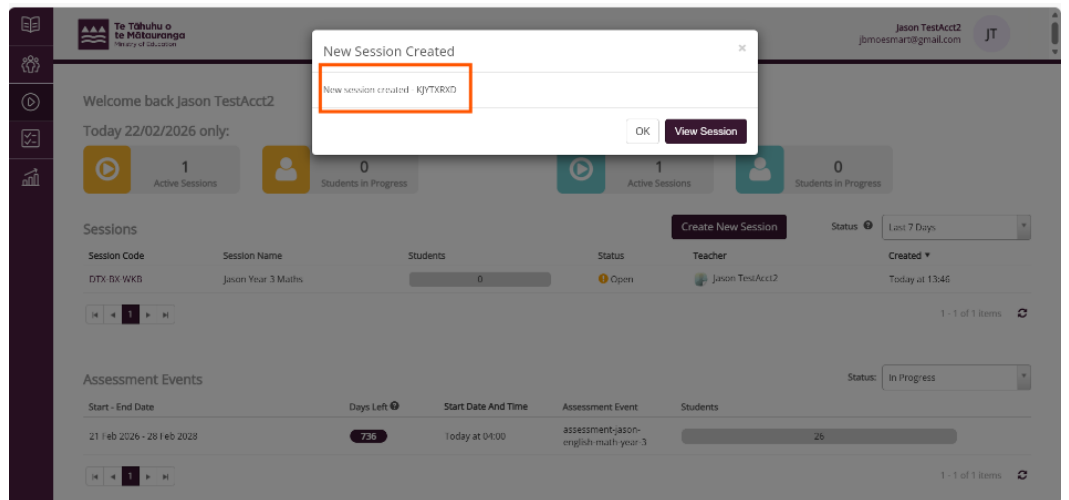 Te Tāhuhu o
te Mātauranga
Ministry of Education
Jason TestAcct2
jbmoesmart@gmail.com
JT
New Session Created
×
New session created - KJYTXRXD
OK
View Session
Welcome back Jason TestAcct2
Today 22/02/2026 only:
1
Active Sessions
0
Students in Progress
1
Active Sessions
0
Students in Progress
Sessions
Create New Session
Status
Last 7 Days
Session Code Session Name Students Status Teacher Created
DTX-BX-WKB Jason Year 3 Maths 0 Open Jason TestAcct2 Today at 13:46
1
1 - 1 of 1 items
Assessment Events
Status: In Progress
Start - End Date Days Left Start Date And Time Assessment Event Students
21 Feb 2026 - 28 Feb 2028 736 Today at 04:00 assessment-jason-
english-math-year-3 26
1
1 - 1 of 1 items